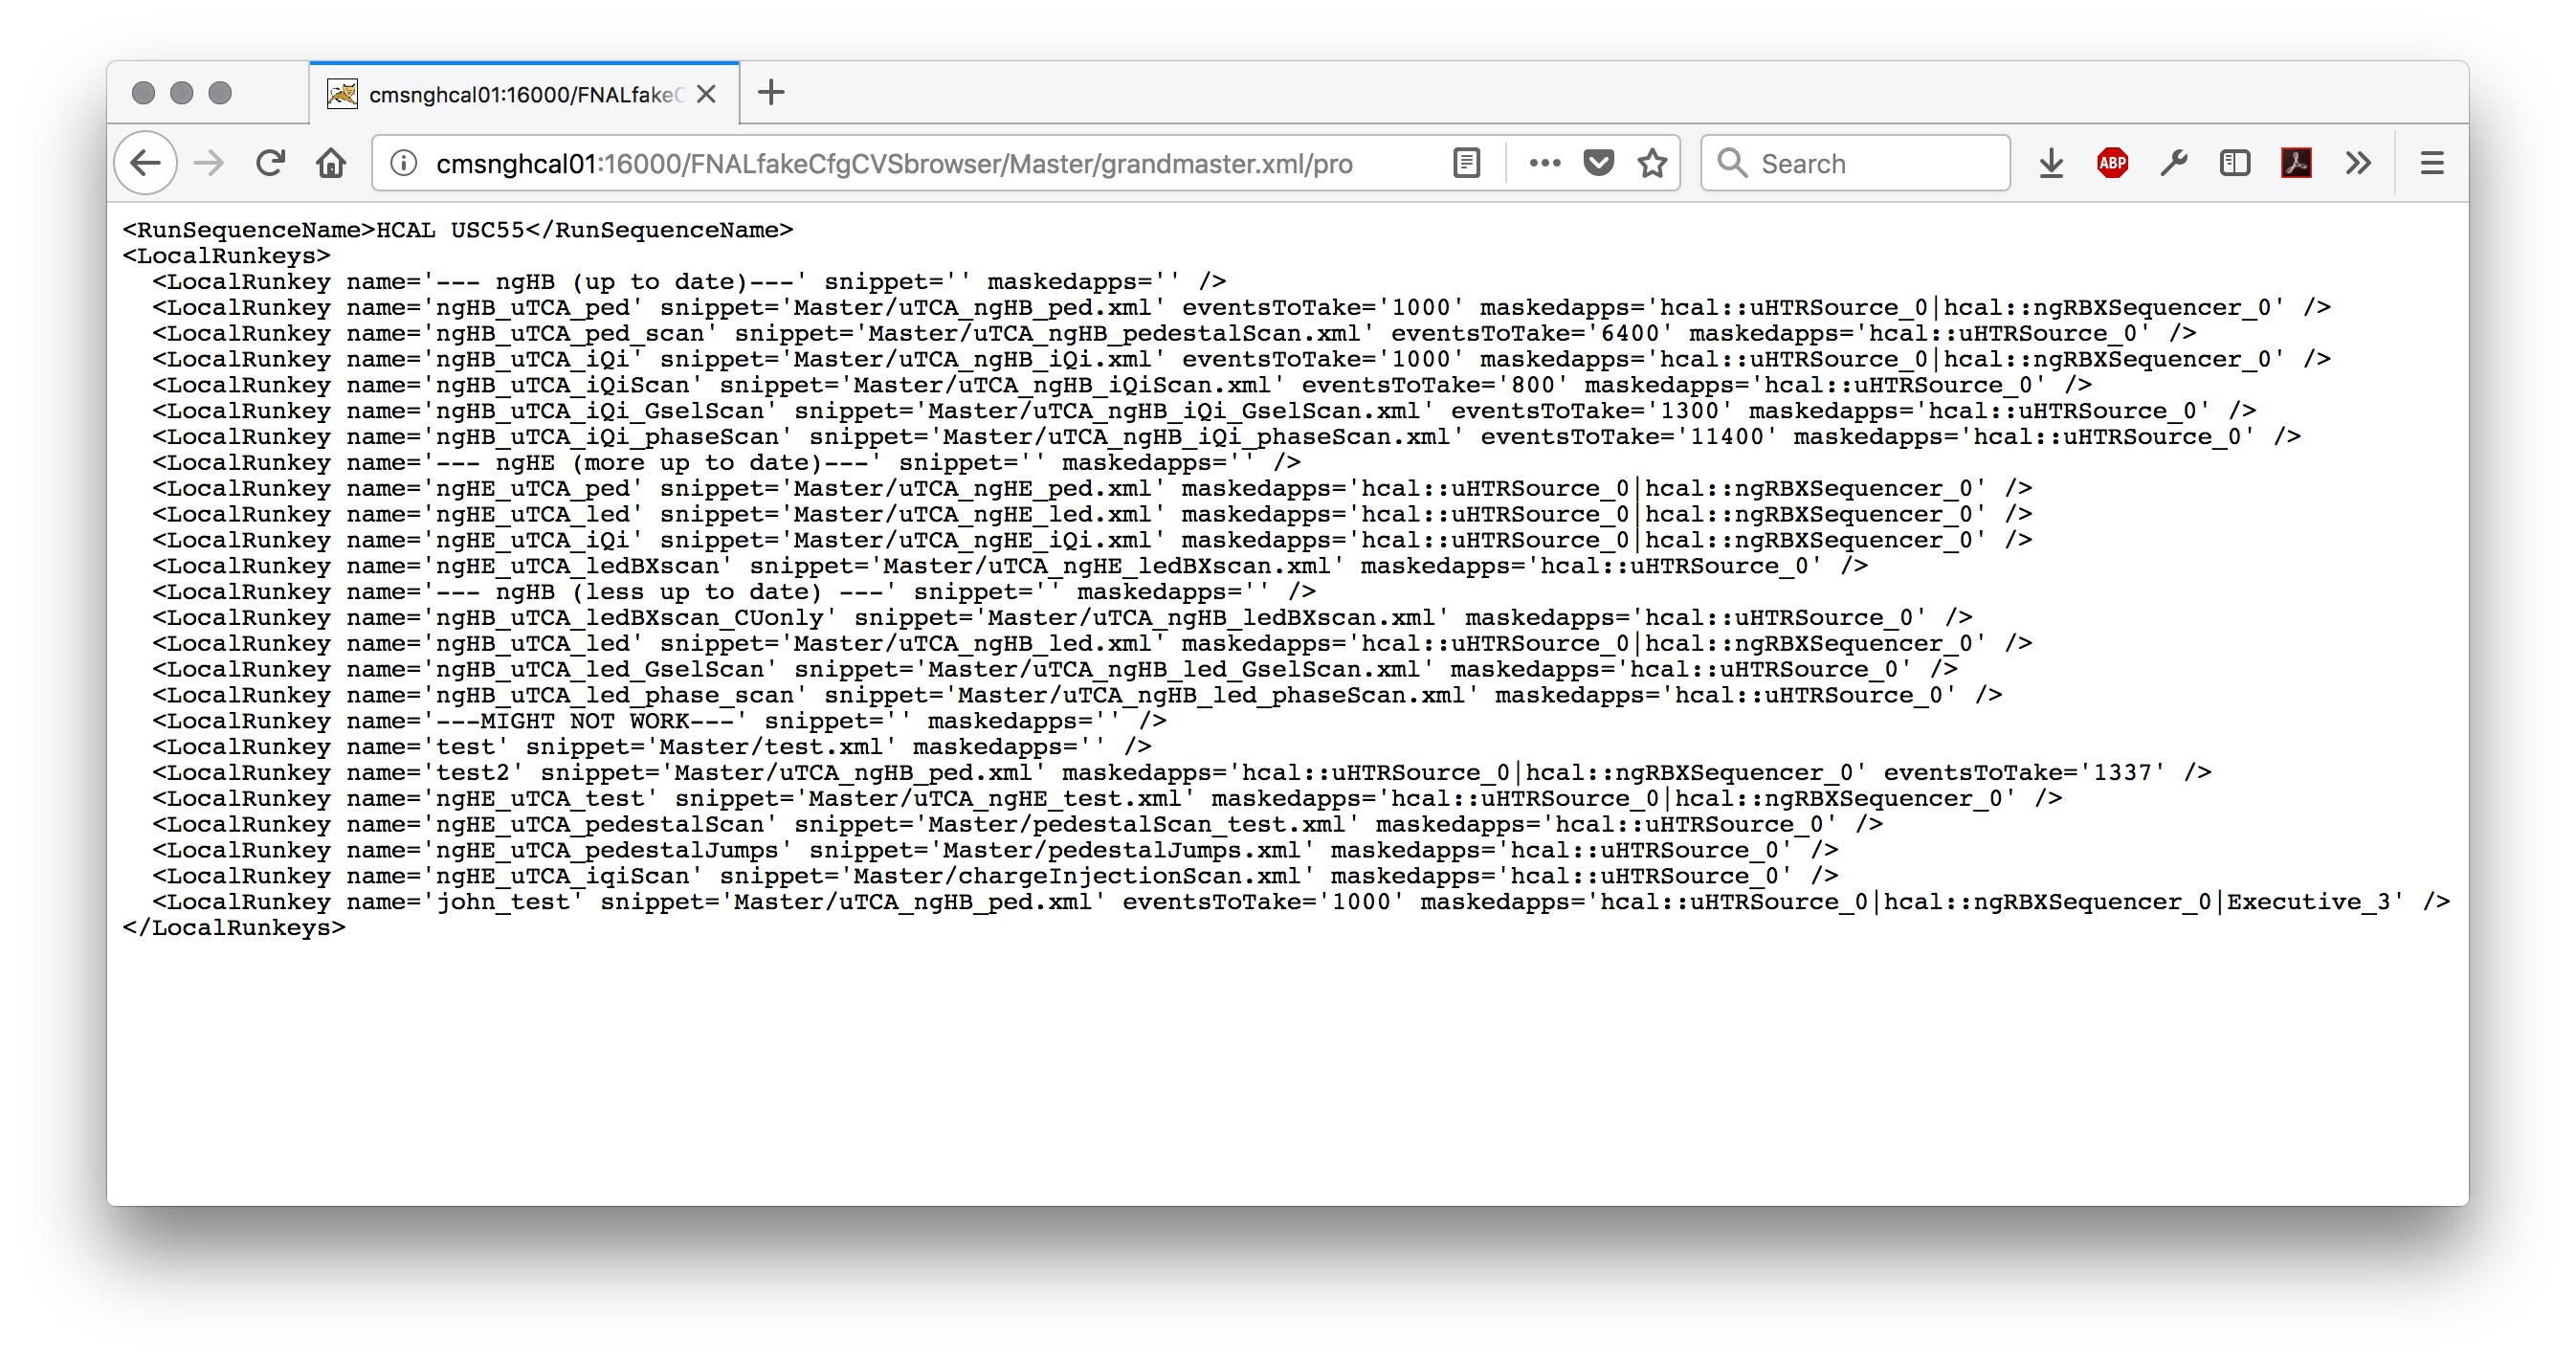 cmsnghcal01:16000/FNALfakeC
cmsnghcal01:16000/FNALfakeCfgCVSbrowser/Master/grandmaster.xml/pro
Search
ABP
<RunSequenceName>HCAL USC55</RunSequenceName>
<LocalRunkeys>
  <LocalRunkey name='--- ngHB (up to date)---' snippet='' maskedapps='' />
  <LocalRunkey name='ngHB_uTCA_ped' snippet='Master/uTCA_ngHB_ped.xml' eventsToTake='1000' maskedapps='hcal::uHTRSource_0|hcal::ngRBXSequencer_0' />
  <LocalRunkey name='ngHB_uTCA_ped_scan' snippet='Master/uTCA_ngHB_pedestalScan.xml' eventsToTake='6400' maskedapps='hcal::uHTRSource_0' />
  <LocalRunkey name='ngHB_uTCA_iQi' snippet='Master/uTCA_ngHB_iQi.xml' eventsToTake='1000' maskedapps='hcal::uHTRSource_0|hcal::ngRBXSequencer_0' />
  <LocalRunkey name='ngHB_uTCA_iQiScan' snippet='Master/uTCA_ngHB_iQiScan.xml' eventsToTake='800' maskedapps='hcal::uHTRSource_0' />
  <LocalRunkey name='ngHB_uTCA_iQi_GselScan' snippet='Master/uTCA_ngHB_iQi_GselScan.xml' eventsToTake='1300' maskedapps='hcal::uHTRSource_0' />
  <LocalRunkey name='ngHB_uTCA_iQi_phaseScan' snippet='Master/uTCA_ngHB_iQi_phaseScan.xml' eventsToTake='11400' maskedapps='hcal::uHTRSource_0' />
  <LocalRunkey name='--- ngHE (more up to date)---' snippet='' maskedapps='' />
  <LocalRunkey name='ngHE_uTCA_ped' snippet='Master/uTCA_ngHE_ped.xml' maskedapps='hcal::uHTRSource_0|hcal::ngRBXSequencer_0' />
  <LocalRunkey name='ngHE_uTCA_led' snippet='Master/uTCA_ngHE_led.xml' maskedapps='hcal::uHTRSource_0|hcal::ngRBXSequencer_0' />
  <LocalRunkey name='ngHE_uTCA_iQi' snippet='Master/uTCA_ngHE_iQi.xml' maskedapps='hcal::uHTRSource_0|hcal::ngRBXSequencer_0' />
  <LocalRunkey name='ngHE_uTCA_ledBXscan' snippet='Master/uTCA_ngHE_ledBXscan.xml' maskedapps='hcal::uHTRSource_0' />
  <LocalRunkey name='--- ngHB (less up to date) ---' snippet='' maskedapps='' />
  <LocalRunkey name='ngHB_uTCA_ledBXscan_CUonly' snippet='Master/uTCA_ngHB_ledBXscan.xml' maskedapps='hcal::uHTRSource_0' />
  <LocalRunkey name='ngHB_uTCA_led' snippet='Master/uTCA_ngHB_led.xml' maskedapps='hcal::uHTRSource_0|hcal::ngRBXSequencer_0' />
  <LocalRunkey name='ngHB_uTCA_led_GselScan' snippet='Master/uTCA_ngHB_led_GselScan.xml' maskedapps='hcal::uHTRSource_0' />
  <LocalRunkey name='ngHB_uTCA_led_phase_scan' snippet='Master/uTCA_ngHB_led_phaseScan.xml' maskedapps='hcal::uHTRSource_0' />
  <LocalRunkey name='---MIGHT NOT WORK---' snippet='' maskedapps='' />
  <LocalRunkey name='test' snippet='Master/test.xml' maskedapps='' />
  <LocalRunkey name='test2' snippet='Master/uTCA_ngHB_ped.xml' maskedapps='hcal::uHTRSource_0|hcal::ngRBXSequencer_0' eventsToTake='1337' />
  <LocalRunkey name='ngHE_uTCA_test' snippet='Master/uTCA_ngHE_test.xml' maskedapps='hcal::uHTRSource_0|hcal::ngRBXSequencer_0' />
  <LocalRunkey name='ngHE_uTCA_pedestalScan' snippet='Master/pedestalScan_test.xml' maskedapps='hcal::uHTRSource_0' />
  <LocalRunkey name='ngHE_uTCA_pedestalJumps' snippet='Master/pedestalJumps.xml' maskedapps='hcal::uHTRSource_0' />
  <LocalRunkey name='ngHE_uTCA_iqiScan' snippet='Master/chargeInjectionScan.xml' maskedapps='hcal::uHTRSource_0' />
  <LocalRunkey name='john_test' snippet='Master/uTCA_ngHB_ped.xml' eventsToTake='1000' maskedapps='hcal::uHTRSource_0|hcal::ngRBXSequencer_0|Executive_3' />
</LocalRunkeys>